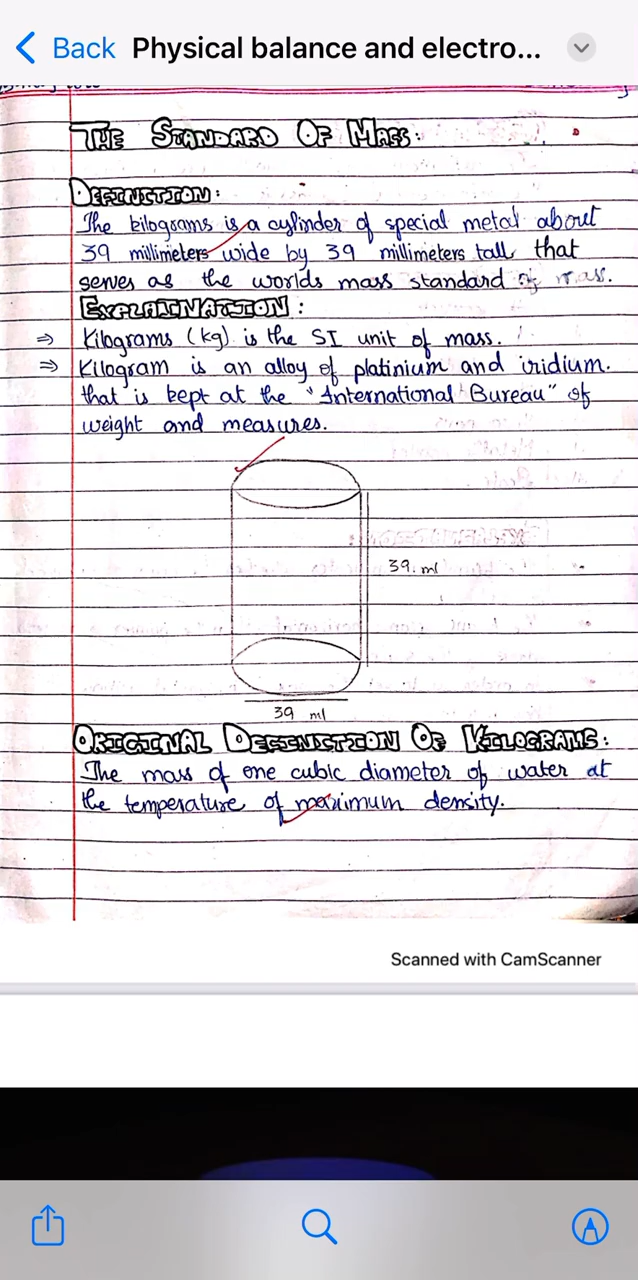 Back Physical balance and electro...
THE STANDARD OF MASS:
DEFINITION:
The kilograms is a cylinder of special metal about
39 millimeters wide by 39 millimeters tall that
serves as the worlds mass standard of mass.
EXPLAINATION:
⇒ Kilograms (kg) is the SI unit of mass.
⇒ Kilogram is an alloy of platinium and iridium.
that is kept at the "International Bureau" of
weight and measures.
39. ml
39 ml
ORIGINAL DEFINITION OF KILOGRAMS:
The mass of one cubic diameter of water at
the temperature of maximum density.
Scanned with CamScanner